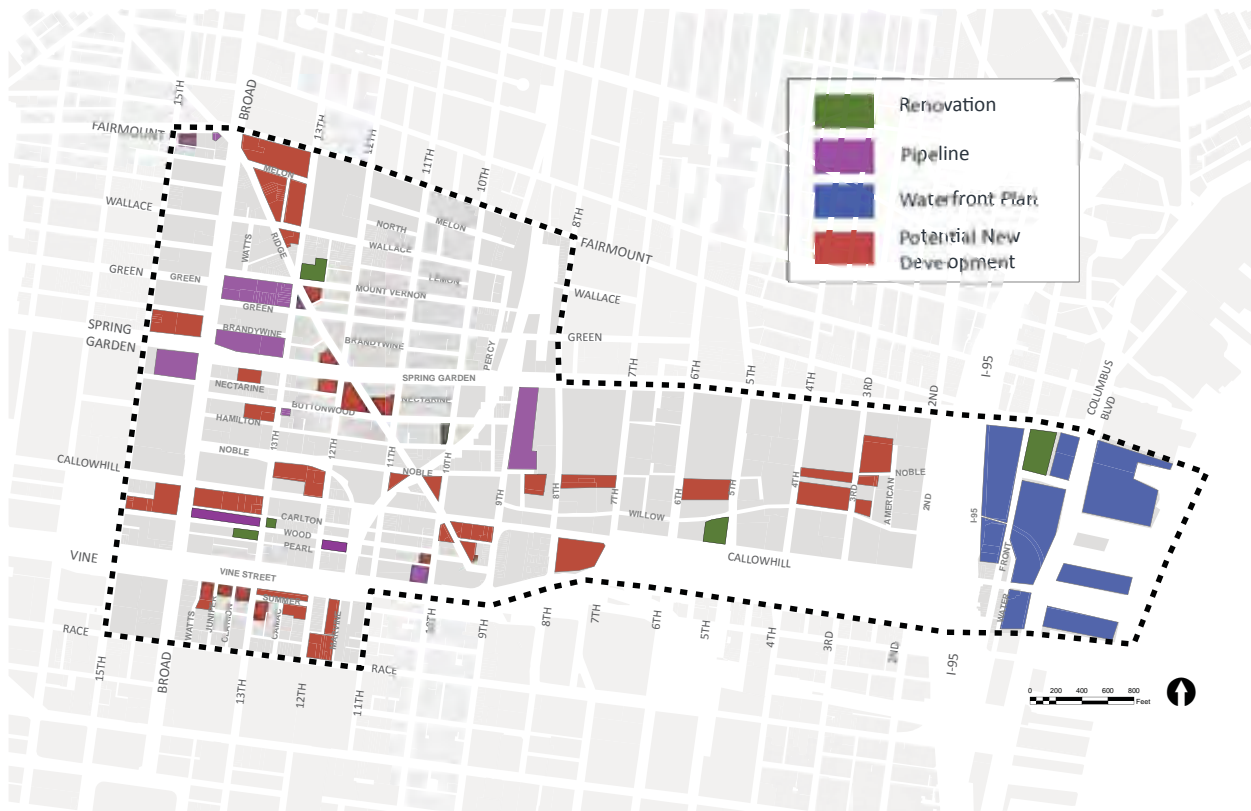 15TH
BROAD
FAIRMOUNT
13TH
12TH
11TH
10TH
8TH
Renovation
Pipeline
Waterfront Plan
Potential New
Development
MELON
WALLACE
WATTS
RIDGE
NORTH
MELON
WALLACE
FAIRMOUNT
GREEN
GREEN
LEMON
MOUNT VERNON
WALLACE
GREEN
SPRING
GARDEN
BRANDYWINE
BRANDYWINE
PERCY
GREEN
7TH
6TH
5TH
4TH
3RD
2ND
I-95
COLUMBUS
BLVD
SPRING GARDEN
NECTARINE
NECTARINE
BUTTONWOOD
HAMILTON
13TH
12TH
11TH
10TH
NOBLE
NOBLE
NOBLE
CALLOWHILL
9TH
8TH
7TH
6TH
5TH
4TH
3RD
AMERICAN
2ND
I-95
WILLOW
CARLTON
WOOD
PEARL
CALLOWHILL
FRONT
VINE
VINE STREET
SUMMER
WATTS
JUNIPER
CLARION
CAMAC
MARVINE
WATER
RACE
RACE
15TH
BROAD
13TH
12TH
11TH
10TH
9TH
8TH
7TH
6TH
5TH
4TH
3RD
2ND
I-95
0 200 400 600 800
Feet